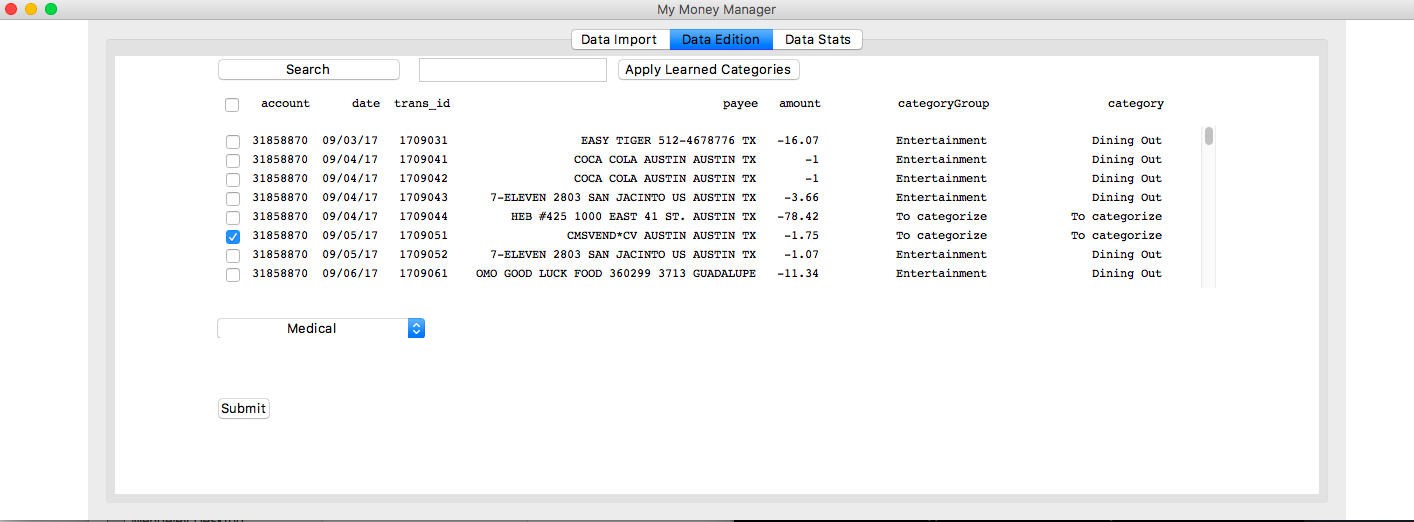 My Money Manager
Data Import Data Edition Data Stats
Search Apply Learned Categories
account date trans_id payee amount categoryGroup category
31858870 09/03/17 1709031 EASY TIGER 512-4678776 TX -16.07 Entertainment Dining Out
31858870 09/04/17 1709041 COCA COLA AUSTIN AUSTIN TX -1 Entertainment Dining Out
31858870 09/04/17 1709042 COCA COLA AUSTIN AUSTIN TX -1 Entertainment Dining Out
31858870 09/04/17 1709043 7-ELEVEN 2803 SAN JACINTO US AUSTIN TX -3.66 Entertainment Dining Out
31858870 09/04/17 1709044 HEB #425 1000 EAST 41 ST. AUSTIN TX -78.42 To categorize To categorize
31858870 09/05/17 1709051 CMSVEND*CV AUSTIN AUSTIN TX -1.75 To categorize To categorize
31858870 09/05/17 1709052 7-ELEVEN 2803 SAN JACINTO US AUSTIN TX -1.07 Entertainment Dining Out
31858870 09/06/17 1709061 OMO GOOD LUCK FOOD 360299 3713 GUADALUPE -11.34 Entertainment Dining Out
Medical
Submit